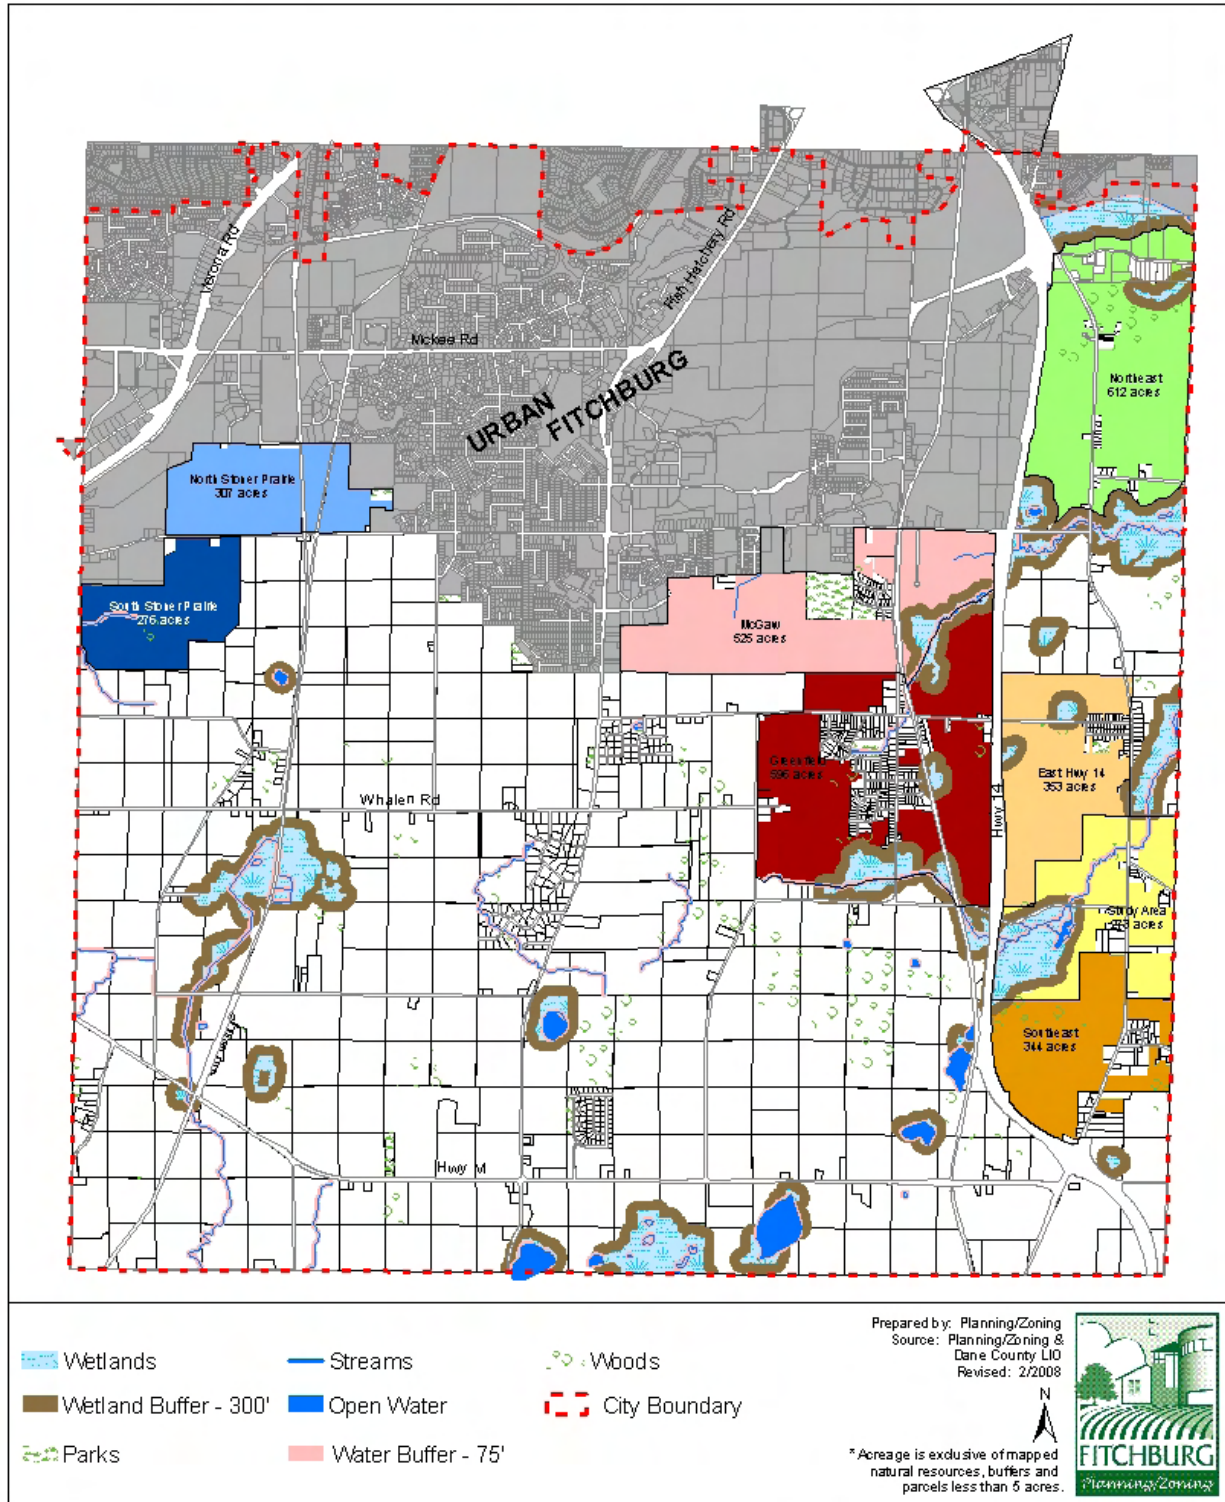 Verona Rd
Fish Hatchery Rd
Mckee Rd
URBAN
FITCHBURG
Northeast
612 acres
North Stoner Prairie
307 acres
South Stoner Prairie
276 acres
McGaw
525 acres
Greenfield
596 acres
East Hwy 14
353 acres
Hwy 14
Whalen Rd
Study Area
acres
Southeast
344 acres
Hwy M
Wetlands
Streams
Woods
Wetland Buffer - 300'
Open Water
City Boundary
Parks
Water Buffer - 75'
Prepared by: Planning/Zoning
Source: Planning/Zoning &
Dane County LIO
Revised: 2/2008
N
*Acreage is exclusive of mapped
natural resources, buffers and
parcels less than 5 acres.
FITCHBURG
Planning/Zoning